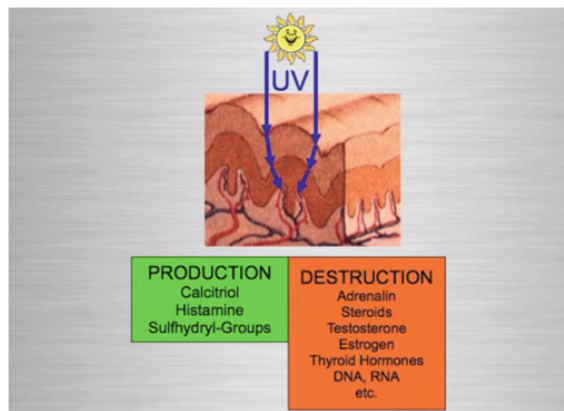 UV
PRODUCTION
Calcitriol
Histamine
Sulfhydryl-Groups
DESTRUCTION
Adrenalin
Steroids
Testosterone
Estrogen
Thyroid Hormones
DNA, RNA
etc.